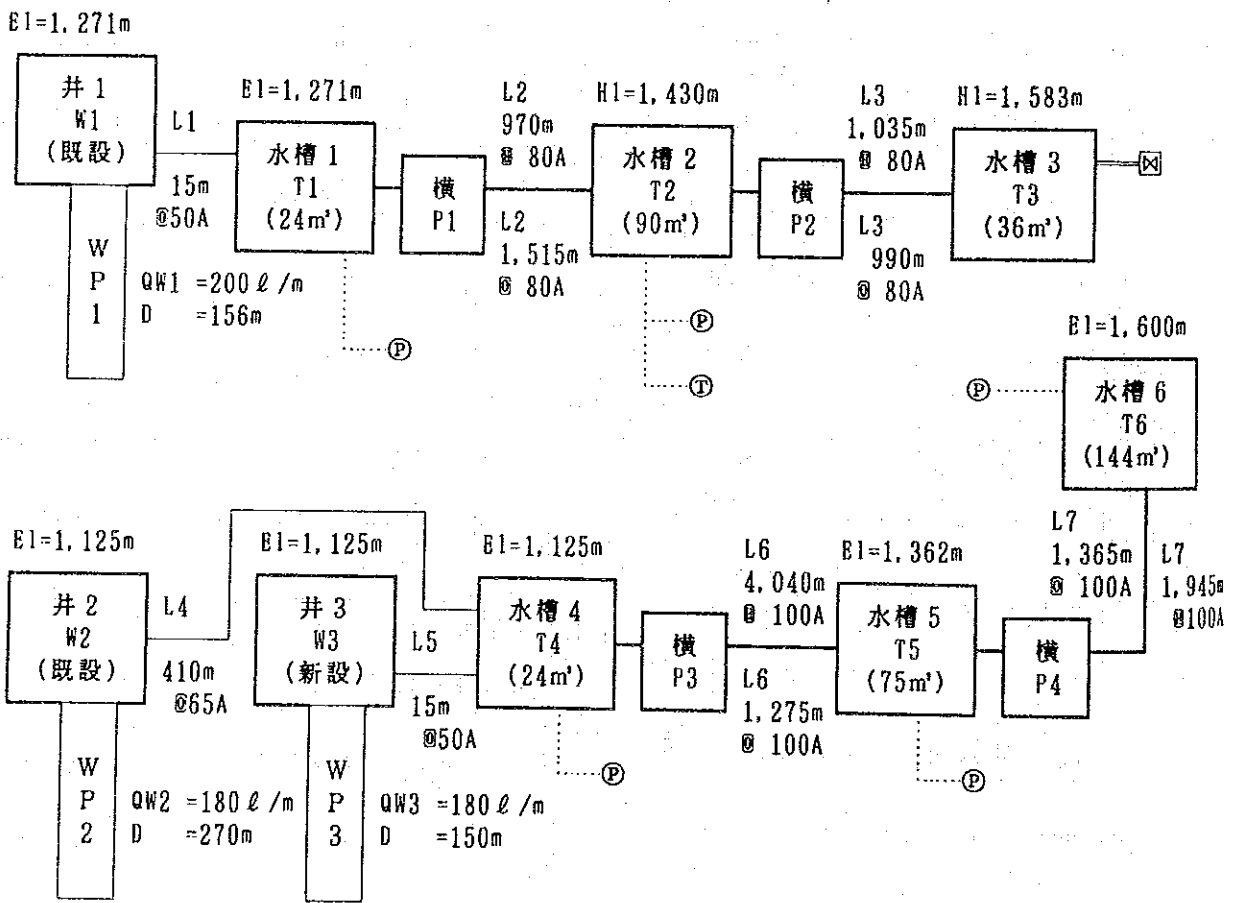 El=1,271m
井1
W1
(既設)
L1
15m
@50A
W
P
1
QW1 =200ℓ/m
D =156m
El=1,271m
水槽1
T1
(24m³)
Ⓟ
横
P1
L2
970m
@ 80A
L2
1,515m
@ 80A
Hl=1,430m
水槽2
T2
(90m³)
Ⓟ
Ⓣ
横
P2
L3
1,035m
@ 80A
L3
990m
@ 80A
Hl=1,583m
水槽3
T3
(36m³)
El=1,600m
水槽6
T6
(144m³)
Ⓟ
El=1,125m
井2
W2
(既設)
L4
410m
@65A
W
P
2
QW2 =180ℓ/m
D =270m
El=1,125m
井3
W3
(新設)
L5
15m
@50A
W
P
3
QW3 =180ℓ/m
D =150m
El=1,125m
水槽4
T4
(24m³)
Ⓟ
横
P3
L6
4,040m
@ 100A
L6
1,275m
@ 100A
El=1,362m
水槽5
T5
(75m³)
Ⓟ
横
P4
L7
1,365m
@ 100A
L7
1,945m
@100A